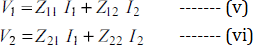 V₁ = Z₁₁ I₁ + Z₁₂ I₂ ------- (v)
V₂ = Z₂₁ I₁ + Z₂₂ I₂ ------- (vi)